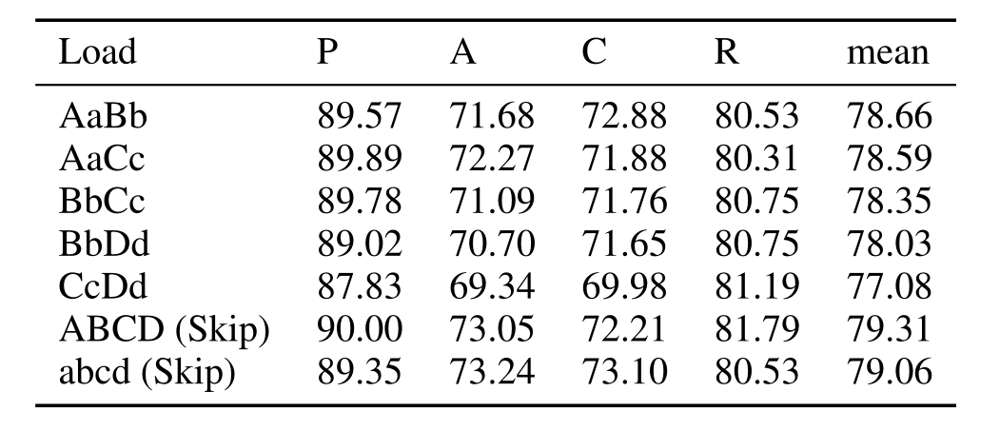 Load P A C R mean
AaBb 89.57 71.68 72.88 80.53 78.66
AaCc 89.89 72.27 71.88 80.31 78.59
BbCc 89.78 71.09 71.76 80.75 78.35
BbDd 89.02 70.70 71.65 80.75 78.03
CcDd 87.83 69.34 69.98 81.19 77.08
ABCD (Skip) 90.00 73.05 72.21 81.79 79.31
abcd (Skip) 89.35 73.24 73.10 80.53 79.06